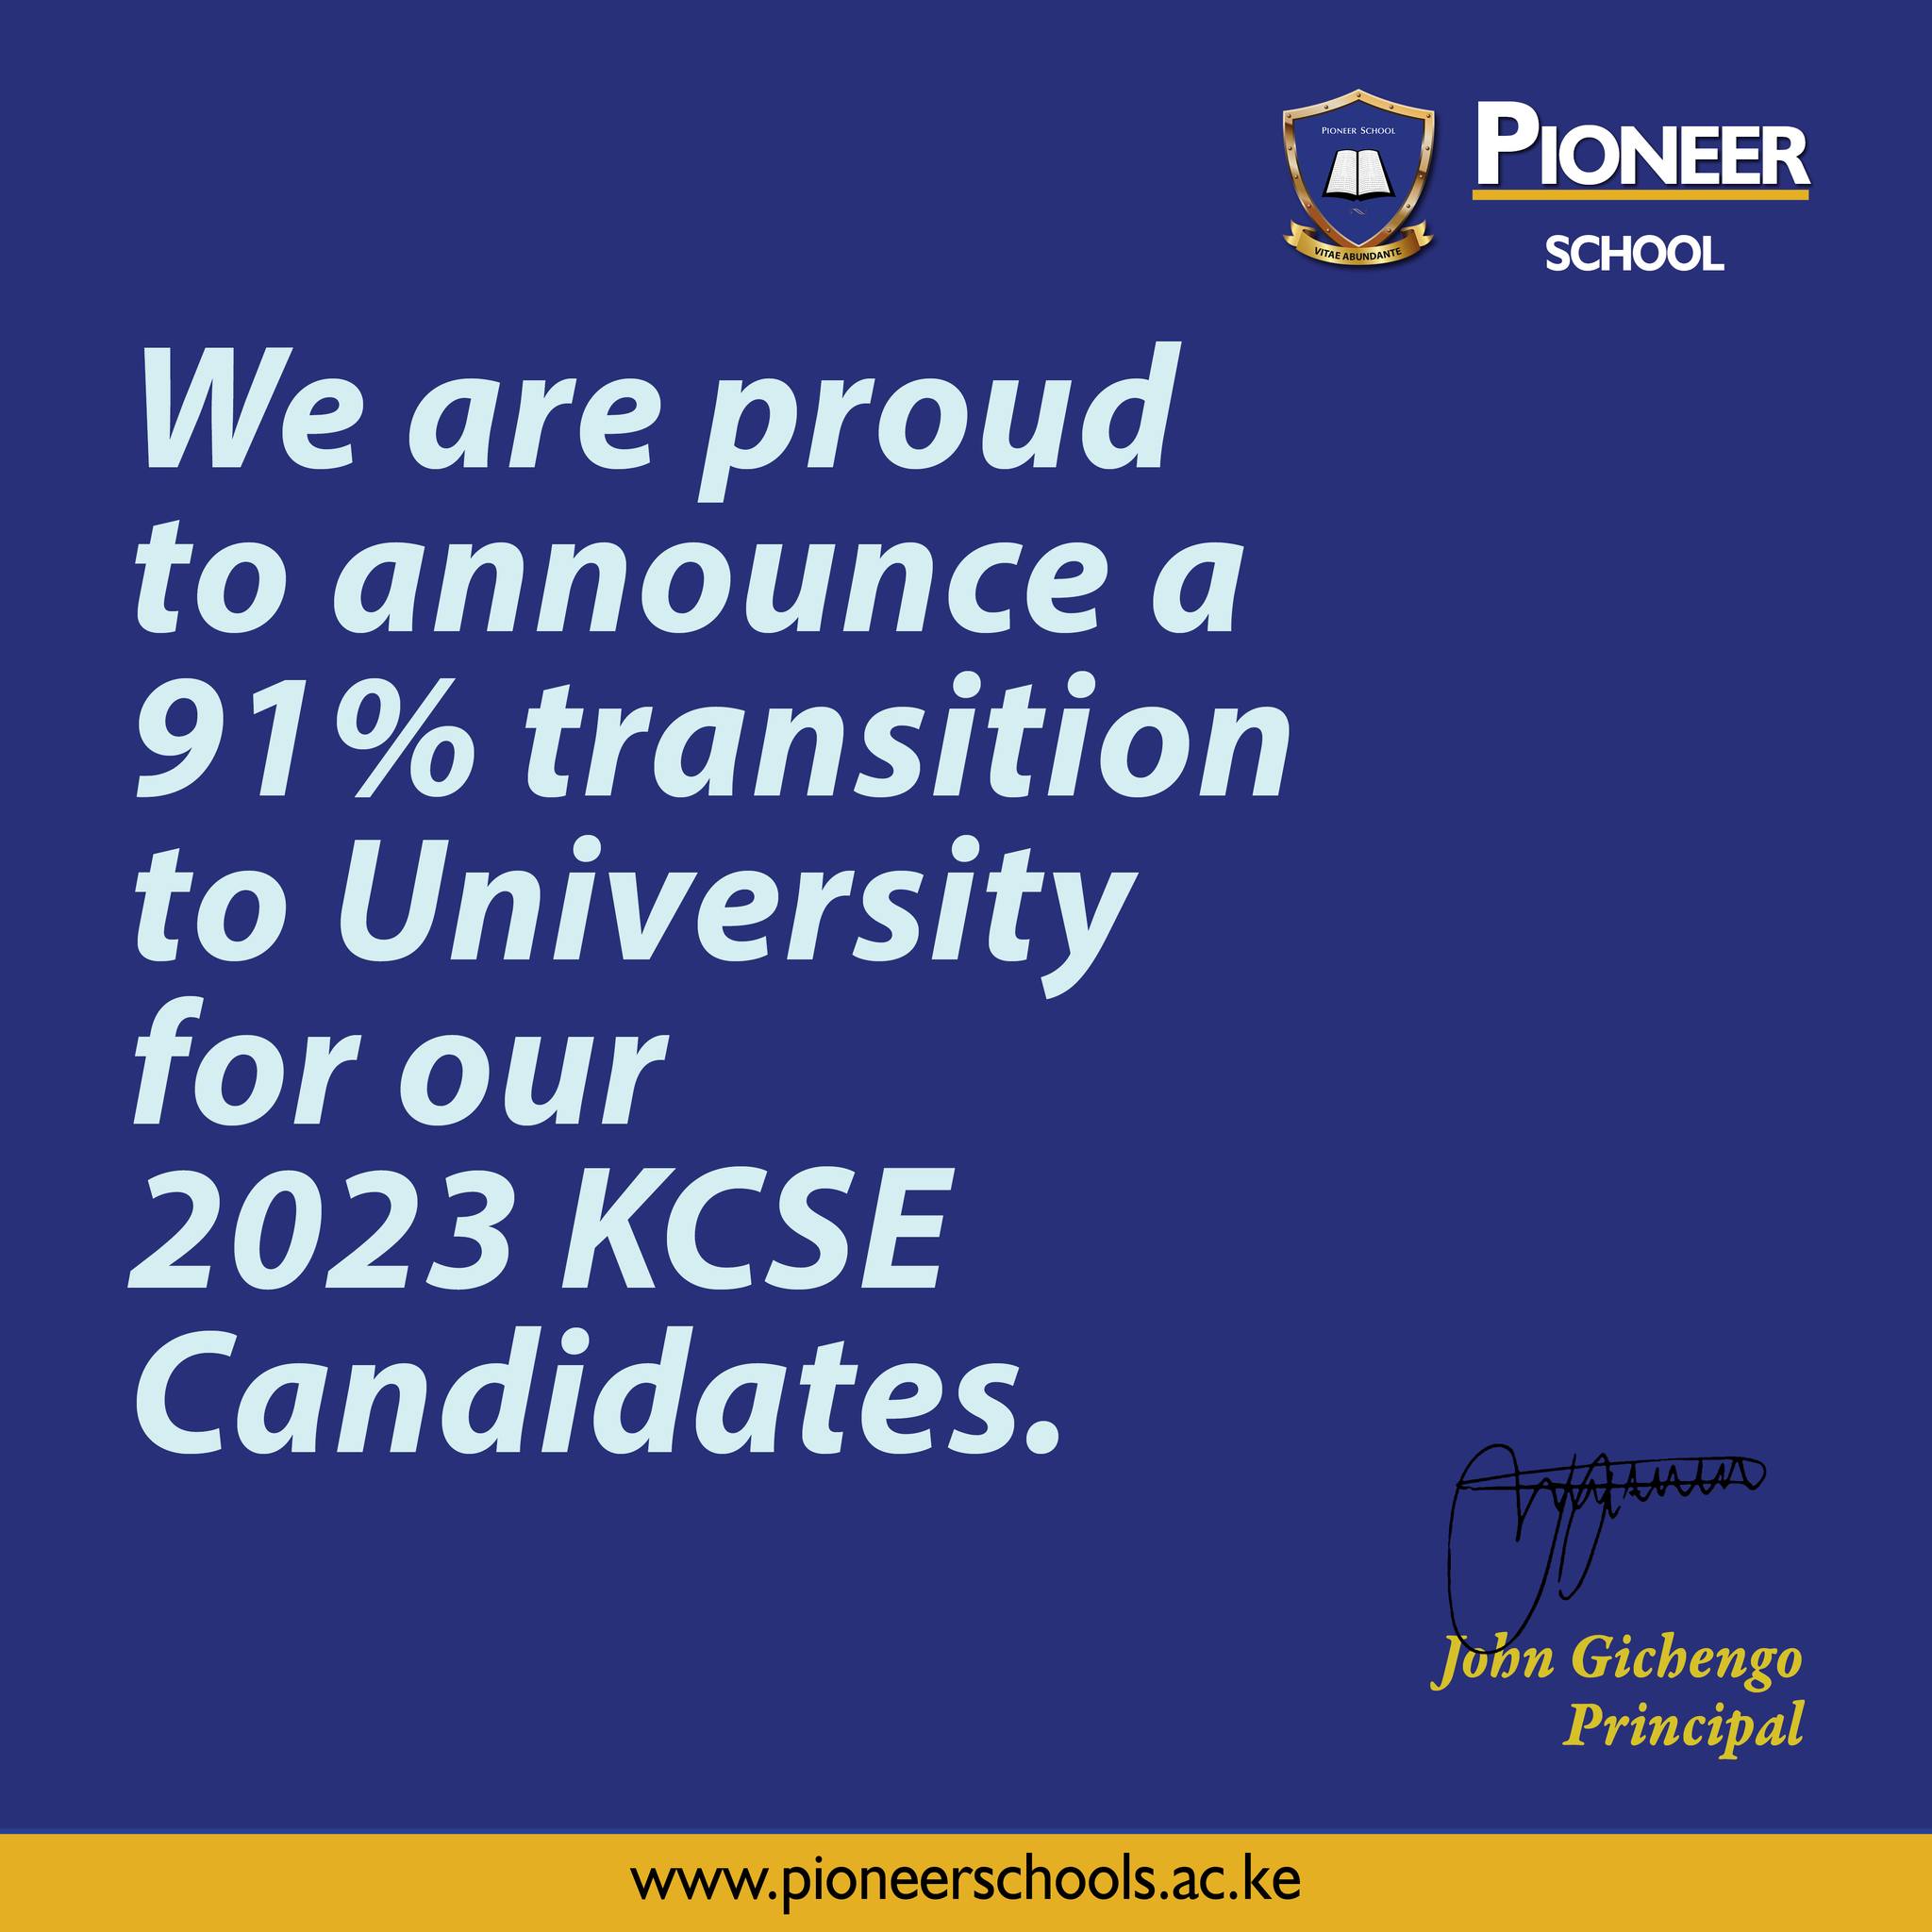 PIONEER SCHOOL
VITAE ABUNDANTE
PIONEER
SCHOOL
We are proud
to announce a
91% transition
to University
for our
2023 KCSE
Candidates.
John Gichengo
Principal
www.pioneerschools.ac.ke